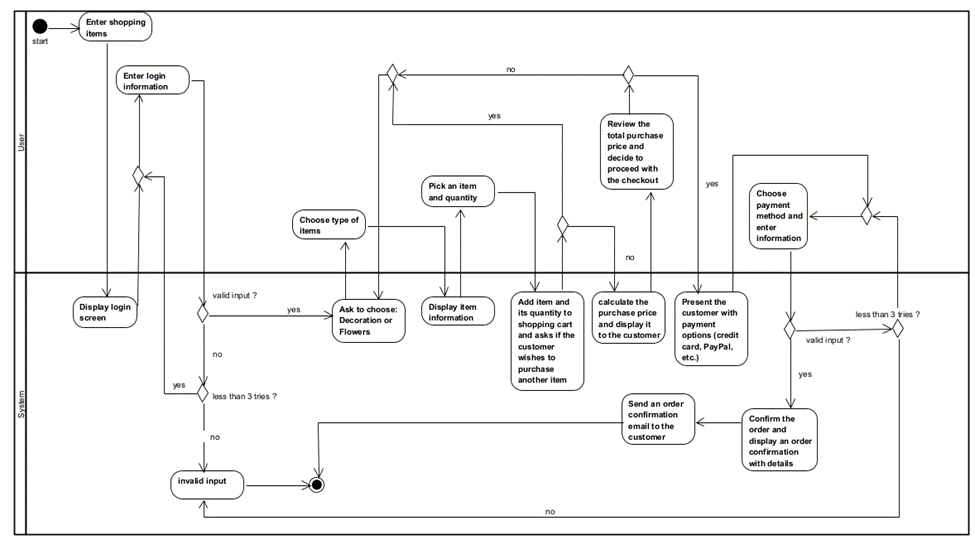 Enter shopping
items
start
Enter login
information
no
yes
Review the
total purchase
price and
decide to
proceed with
the checkout
User
Pick an item
and quantity
yes
Choose
payment
method and
enter
information
Choose type of
items
no
valid input ?
Display login
screen
yes
Ask to choose:
Decoration or
Flowers
Display item
information
Add item and
its quantity to
shopping cart
and asks if the
customer
wishes to
purchase
another item
calculate the
purchase price
and display it
to the customer
Present the
customer with
payment
options (credit
card, PayPal,
etc.)
less than 3 tries ?
valid input ?
no
yes
yes
less than 3 tries ?
System
Send an order
confirmation
email to the
customer
Confirm the
order and
display an order
confirmation
with details
no
invalid input
no